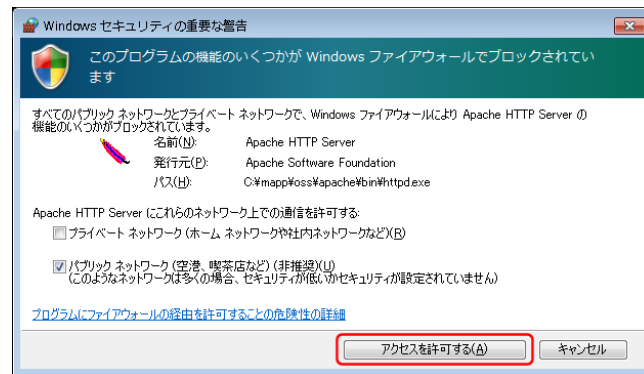 Windows セキュリティの重要な警告
このプログラムの機能のいくつかが Windows ファイアウォールでブロックされてい
ます
すべてのパブリック ネットワークとプライベート ネットワークで、Windows ファイアウォールにより Apache HTTP Server の
機能のいくつかがブロックされています。
名前(N): Apache HTTP Server
発行元(P): Apache Software Foundation
パス(H): C:¥mapp¥oss¥apache¥bin¥httpd.exe
Apache HTTP Server にこれらのネットワーク上での通信を許可する:
プライベート ネットワーク (ホーム ネットワークや社内ネットワークなど)(R)
パブリック ネットワーク (空港、喫茶店など) (非推奨)(U)
(このようなネットワークは多くの場合、セキュリティが低いかセキュリティが設定されていません)
プログラムにファイアウォールの経由を許可することの危険性の詳細
アクセスを許可する(A) キャンセル